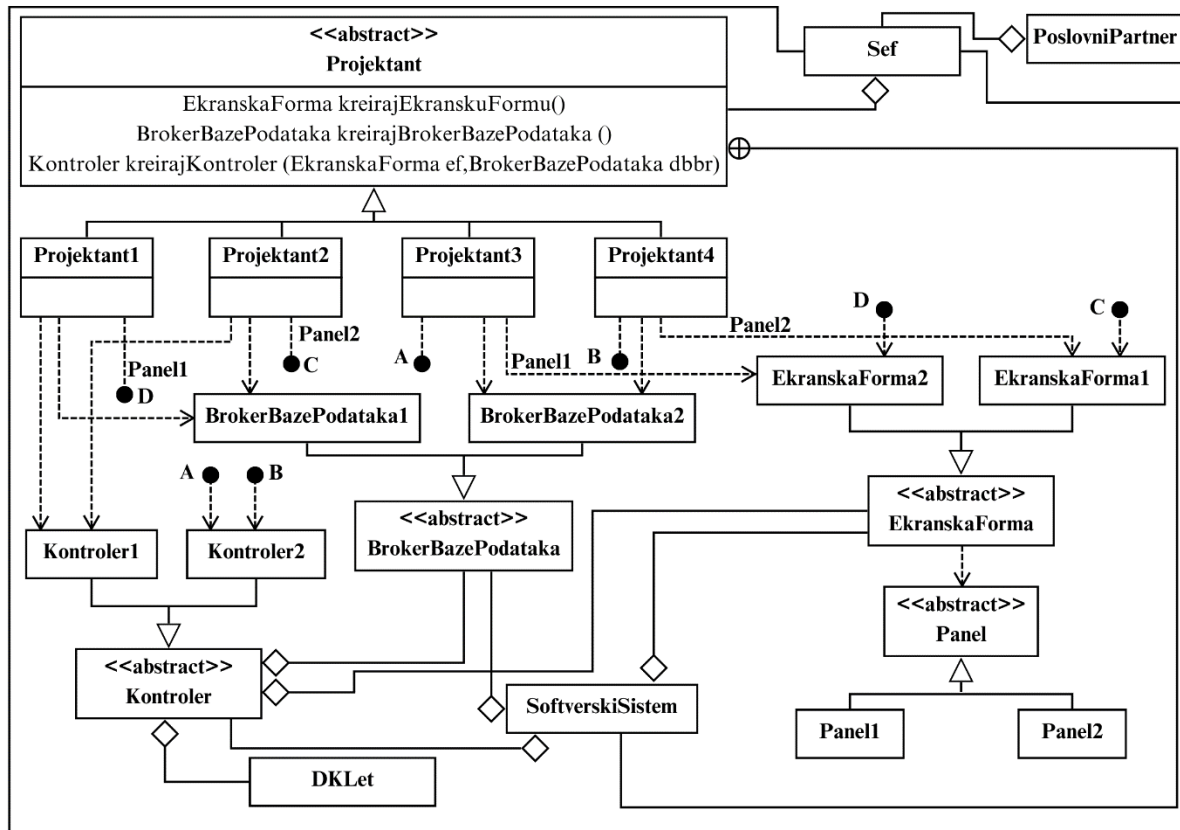 <<abstract>>
Projektant
EkranskaForma kreirajEkranskuFormu()
BrokerBazePodataka kreirajBrokerBazePodataka ()
Kontroler kreirajKontroler (EkranskaForma ef,BrokerBazePodataka dbbr)
Sef
PoslovniPartner
Projektant1
Projektant2
Projektant3
Projektant4
Panel1
D
Panel2
C
A
Panel1
B
Panel2
D
C
EkranskaForma2
EkranskaForma1
BrokerBazePodataka1
BrokerBazePodataka2
A
B
Kontroler1
Kontroler2
<<abstract>>
BrokerBazePodataka
<<abstract>>
EkranskaForma
<<abstract>>
Panel
<<abstract>>
Kontroler
SoftverskiSistem
Panel1
Panel2
DKLet